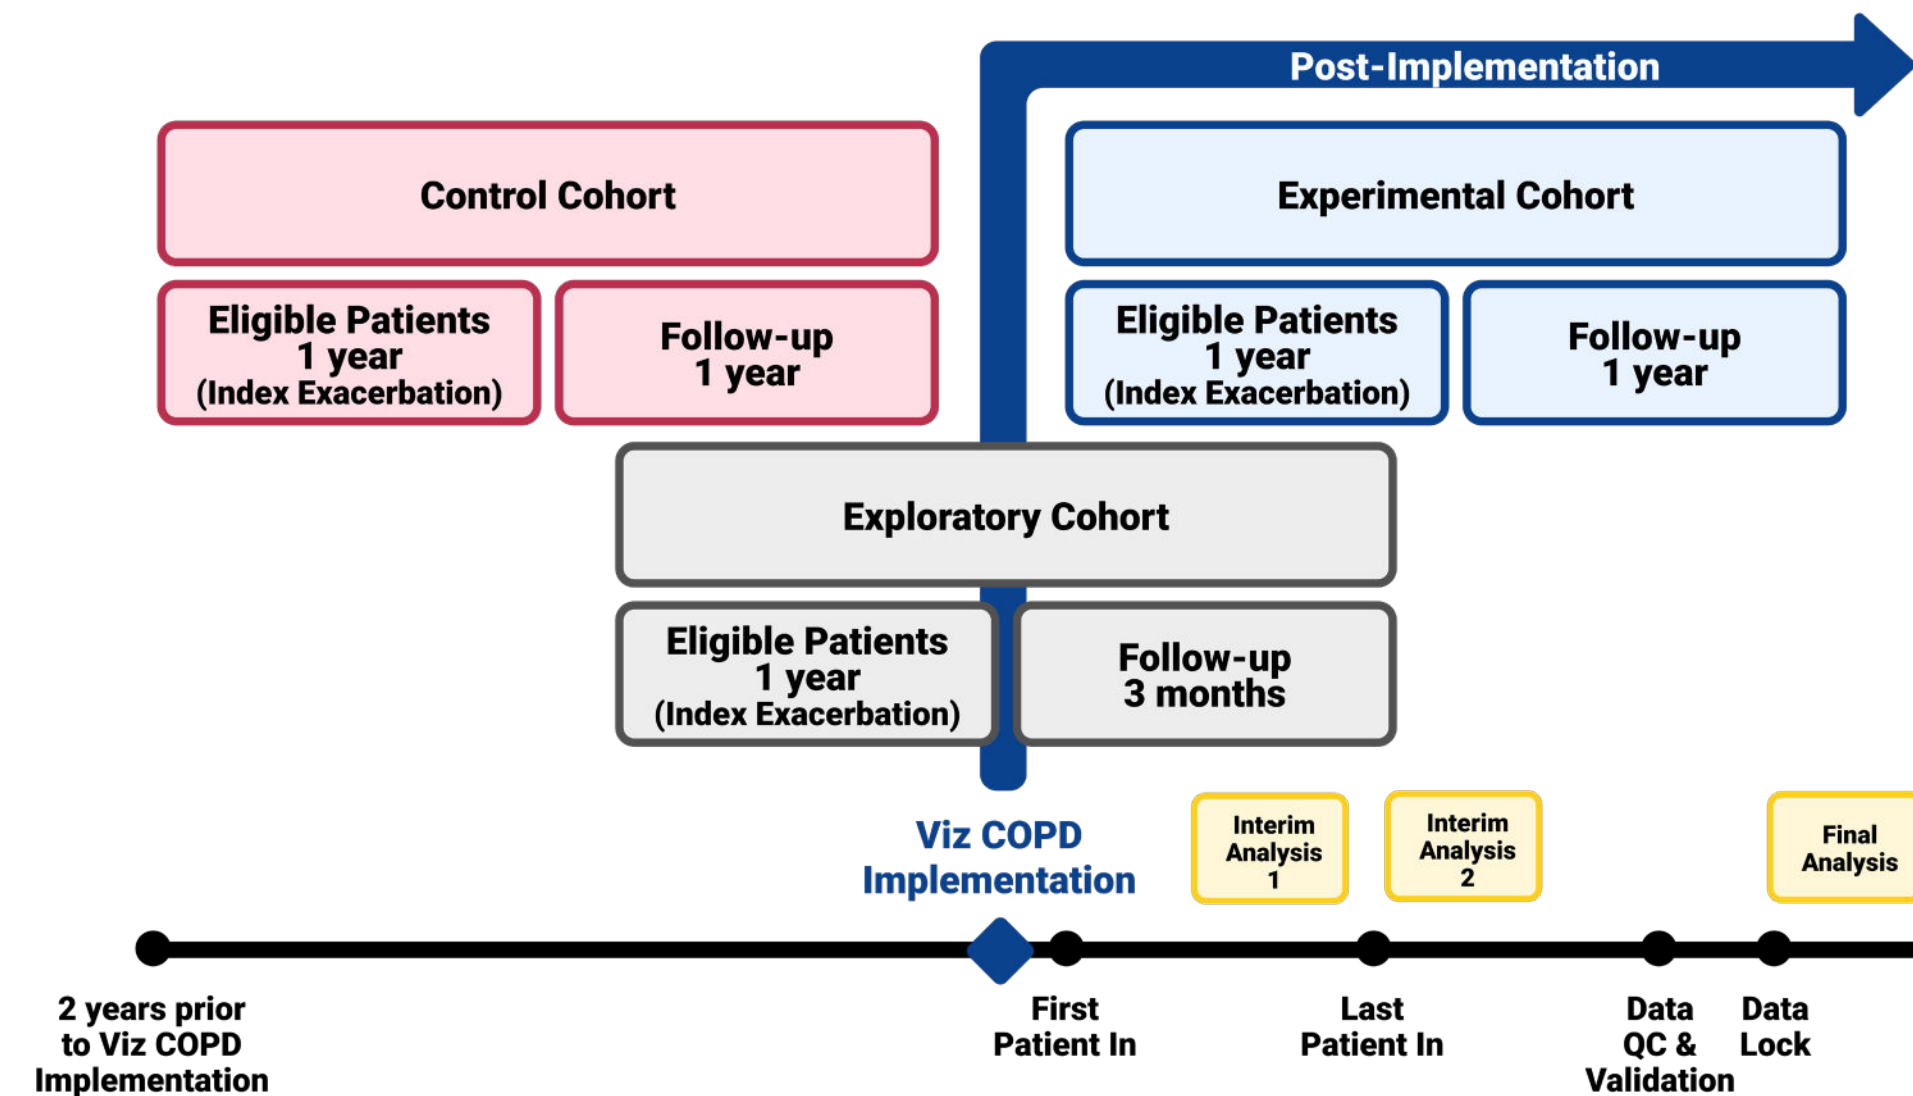 Post-Implementation
Control Cohort
Experimental Cohort
Eligible Patients
1 year
(Index Exacerbation)
Follow-up
1 year
Eligible Patients
1 year
(Index Exacerbation)
Follow-up
1 year
Exploratory Cohort
Eligible Patients
1 year
(Index Exacerbation)
Follow-up
3 months
Viz COPD
Implementation
Interim
Analysis
1
Interim
Analysis
2
Final
Analysis
2 years prior
to Viz COPD
Implementation
First
Patient In
Last
Patient In
Data
QC &
Validation
Data
Lock